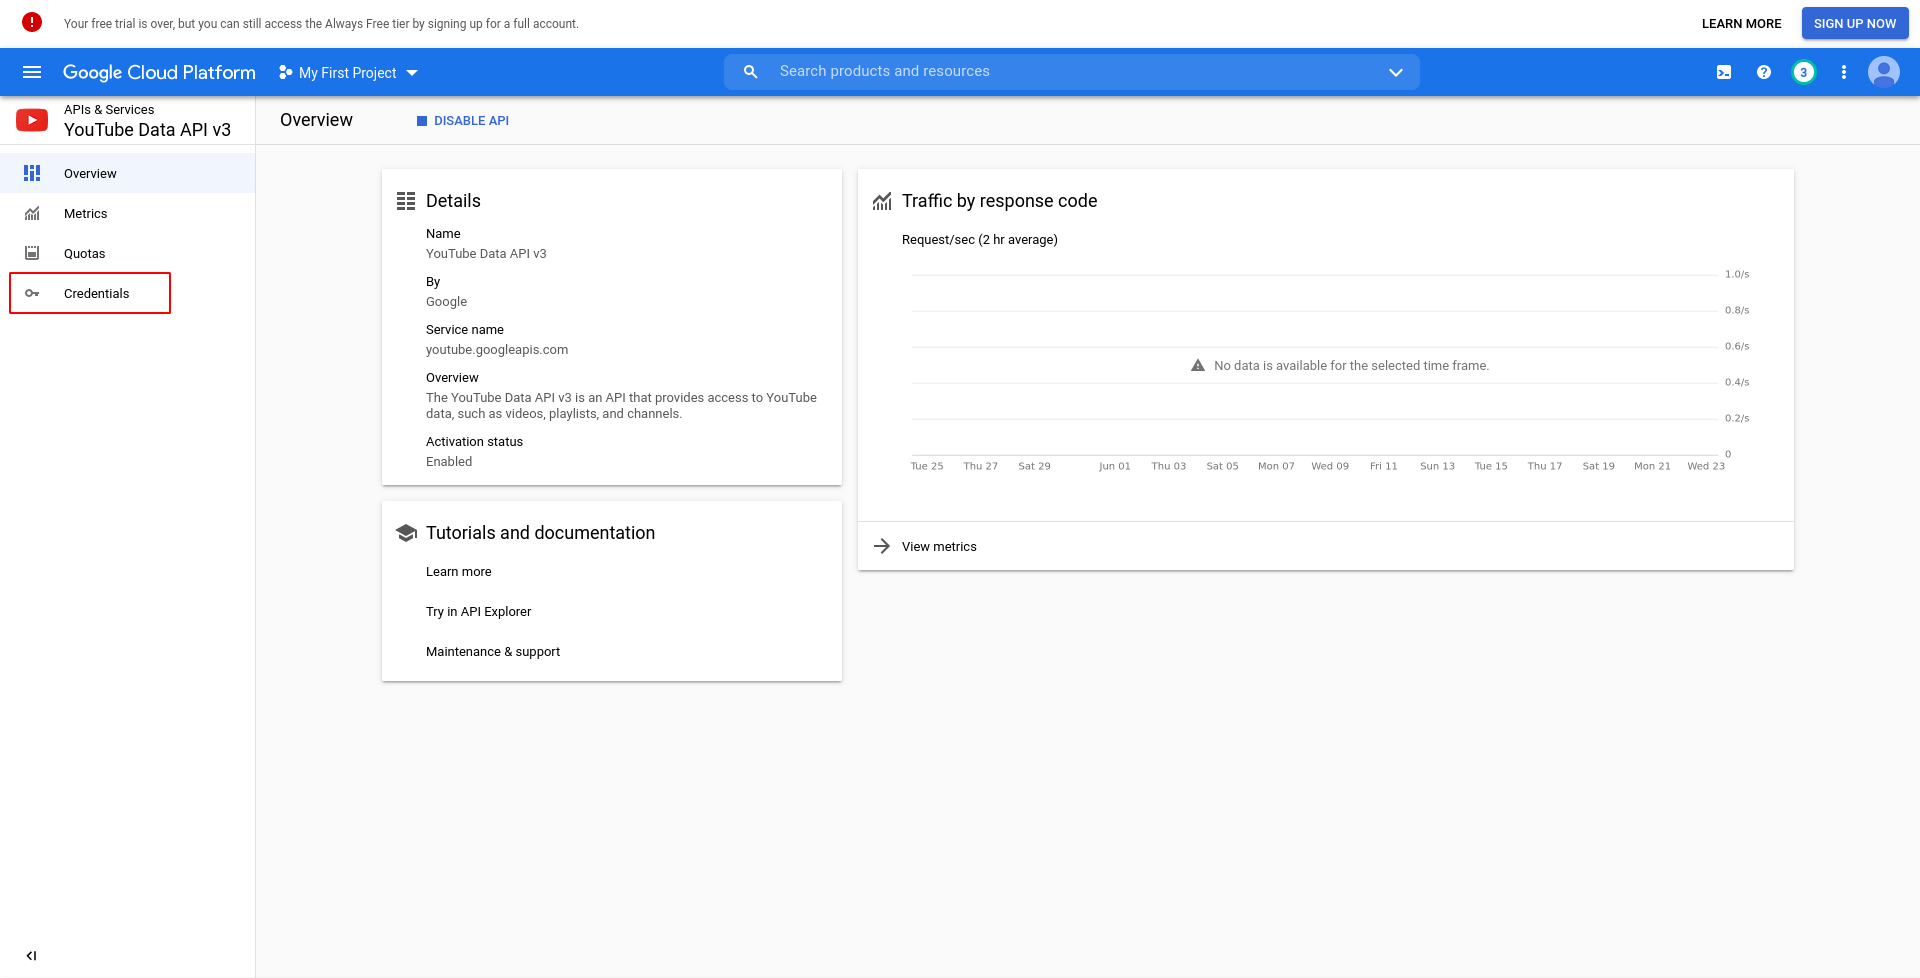 Your free trial is over, but you can still access the Always Free tier by signing up for a full account.
LEARN MORE
SIGN UP NOW
Google Cloud Platform
My First Project
Search products and resources
3
APIs & Services
YouTube Data API v3
Overview
DISABLE API
Overview
Metrics
Quotas
Credentials
Details
Name
YouTube Data API v3
By
Google
Service name
youtube.googleapis.com
Overview
The YouTube Data API v3 is an API that provides access to YouTube
data, such as videos, playlists, and channels.
Activation status
Enabled
Tutorials and documentation
Learn more
Try in API Explorer
Maintenance & support
Traffic by response code
Request/sec (2 hr average)
1.0/s
0.8/s
0.6/s
No data is available for the selected time frame.
0.4/s
0.2/s
0
Tue 25 Thu 27 Sat 29 Jun 01 Thu 03 Sat 05 Mon 07 Wed 09 Fri 11 Sun 13 Tue 15 Thu 17 Sat 19 Mon 21 Wed 23
View metrics